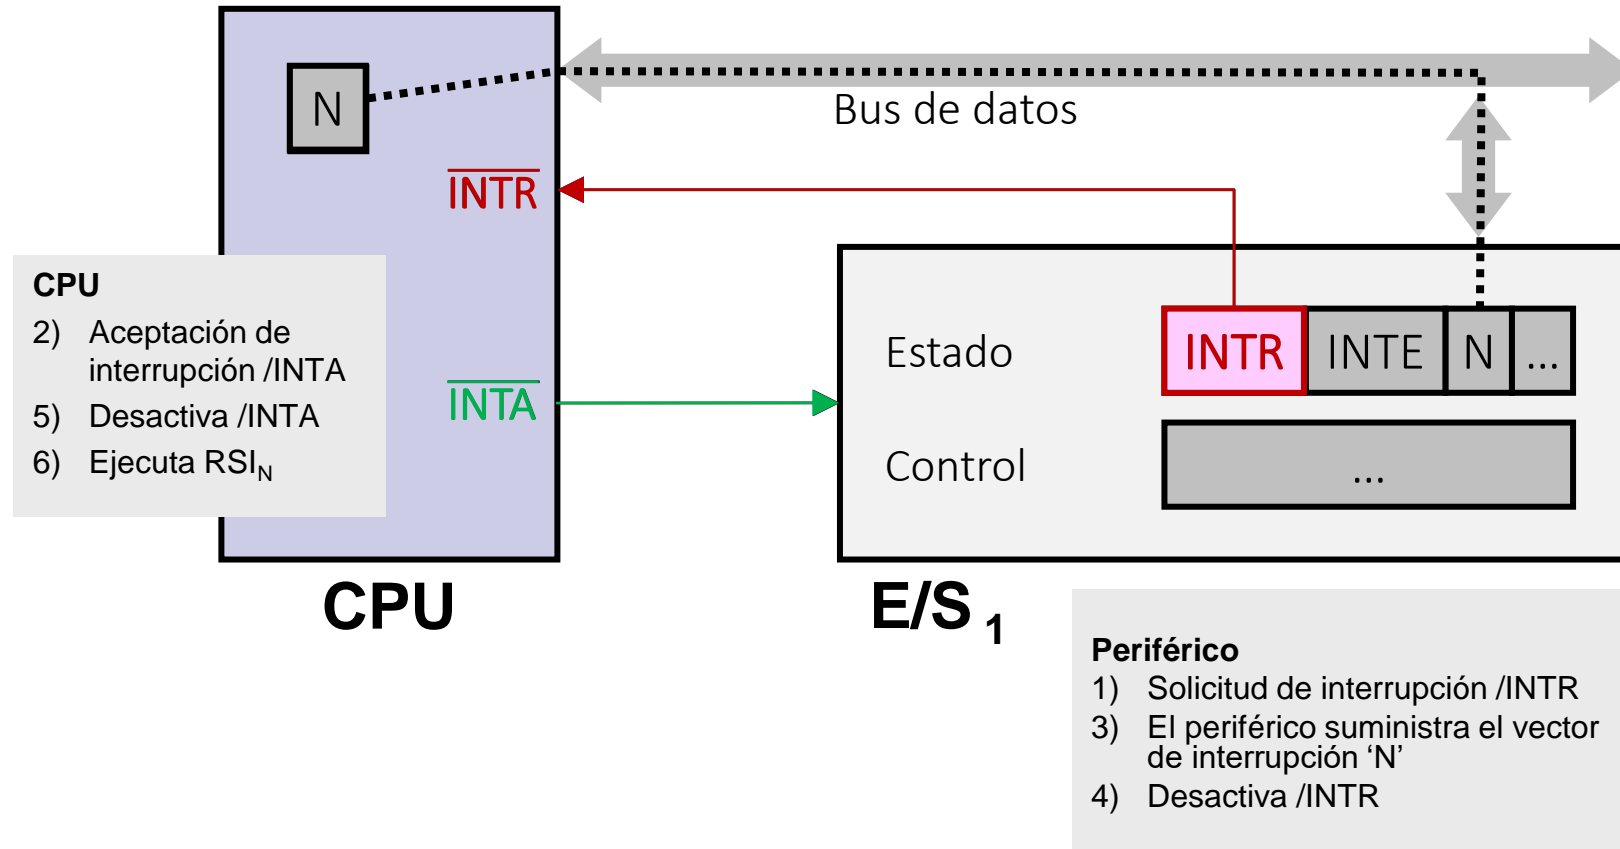 N
Bus de datos
INTR
CPU
2) Aceptación de
interrupción /INTA
5) Desactiva /INTA
6) Ejecuta RSI_N
INTA
Estado
INTR INTE N ...
Control
...
CPU
E/S 1
Periférico
1) Solicitud de interrupción /INTR
3) El periférico suministra el vector
de interrupción ‘N’
4) Desactiva /INTR